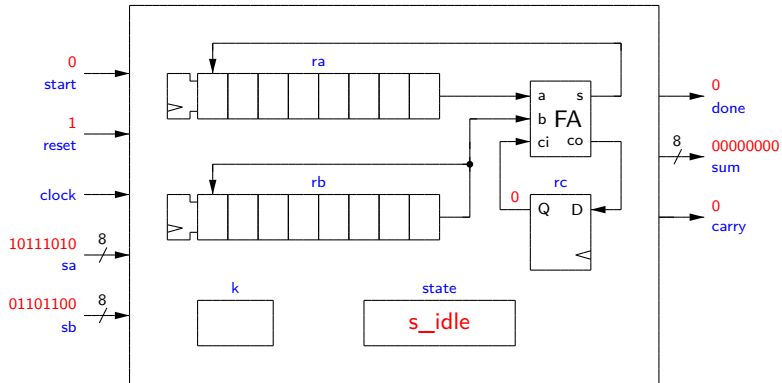 0
start
1
reset
clock
10111010
8
sa
01101100
8
sb
ra
a
s
b
FA
ci
co
rb
rc
0
Q
D
k
state
s_idle
0
done
8
00000000
sum
0
carry